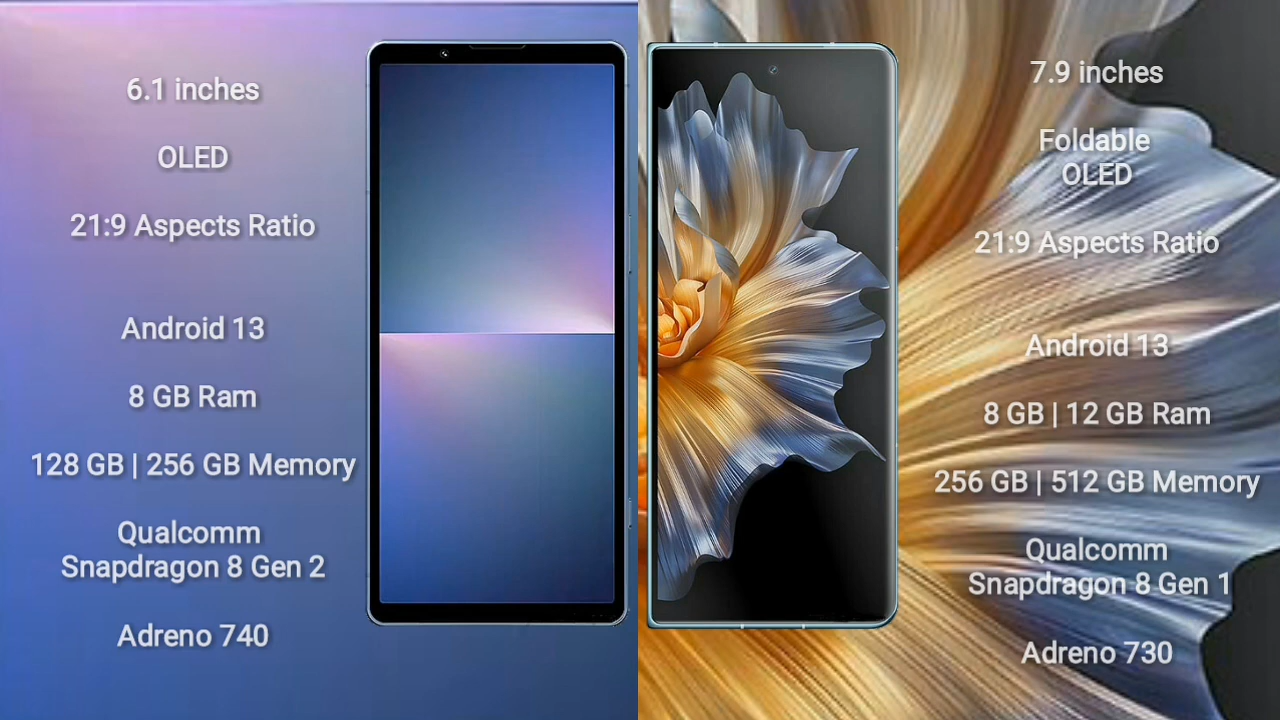 6.1 inches
OLED
21:9 Aspects Ratio
Android 13
8 GB Ram
128 GB | 256 GB Memory
Qualcomm
Snapdragon 8 Gen 2
Adreno 740
7.9 inches
Foldable
OLED
21:9 Aspects Ratio
Android 13
8 GB | 12 GB Ram
256 GB | 512 GB Memory
Qualcomm
Snapdragon 8 Gen 1
Adreno 730